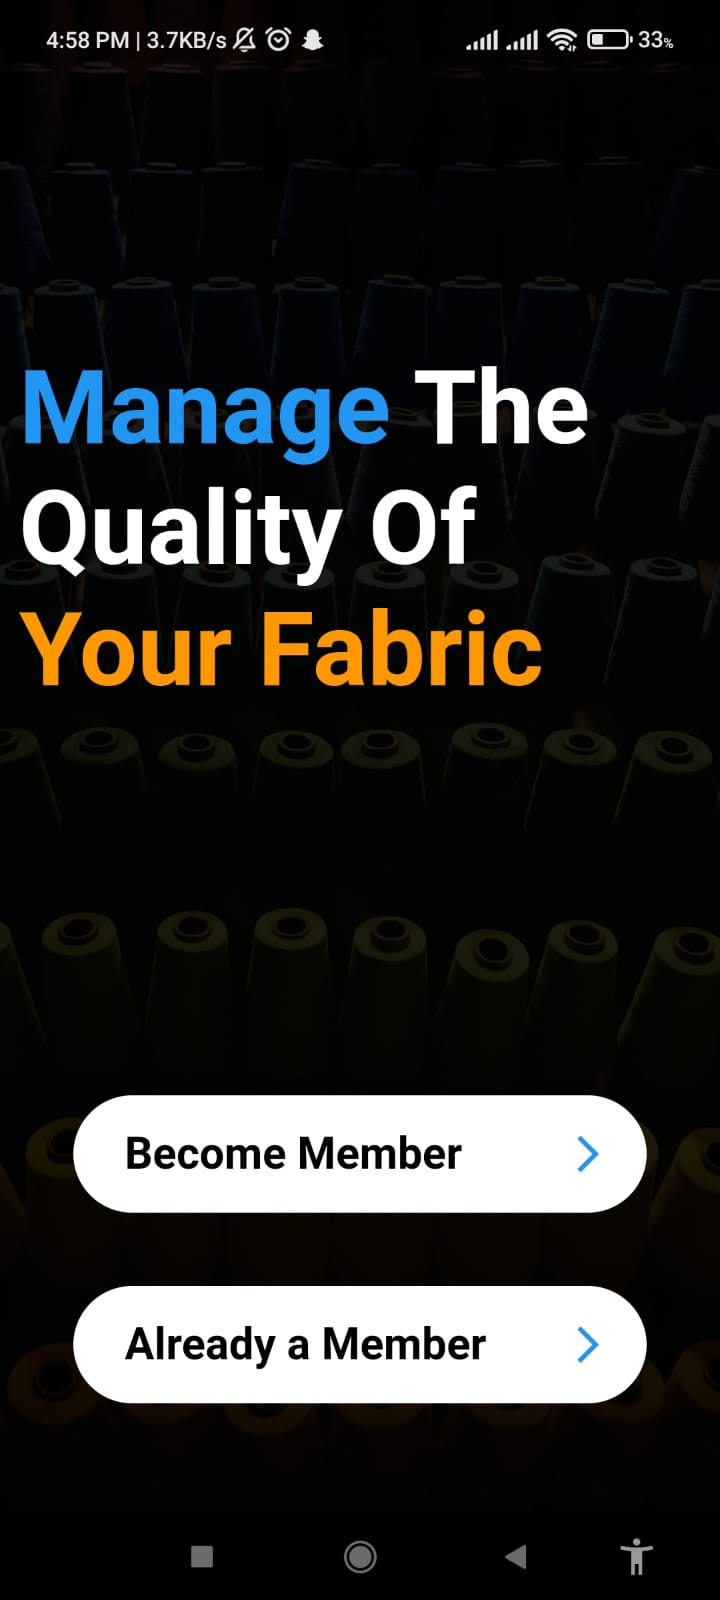 4:58 PM | 3.7KB/s 33%
Manage The
Quality Of
Your Fabric
Become Member
Already a Member